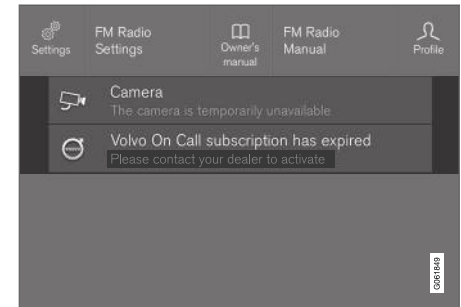 Settings
FM Radio
Settings
Owner's
manual
FM Radio
Manual
Profile
Camera
The camera is temporarily unavailable
Volvo On Call subscription has expired
Please contact your dealer to activate
G061849